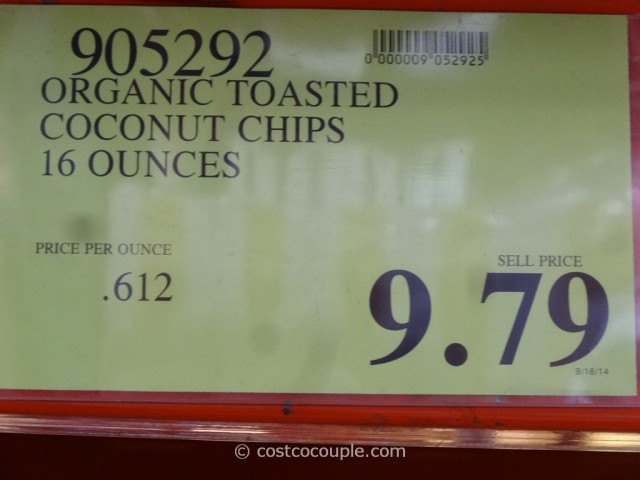 905292
0 000009 052925
ORGANIC TOASTED
COCONUT CHIPS
16 OUNCES
PRICE PER OUNCE
.612
SELL PRICE
9.79
9/16/14
© costcocouple.com